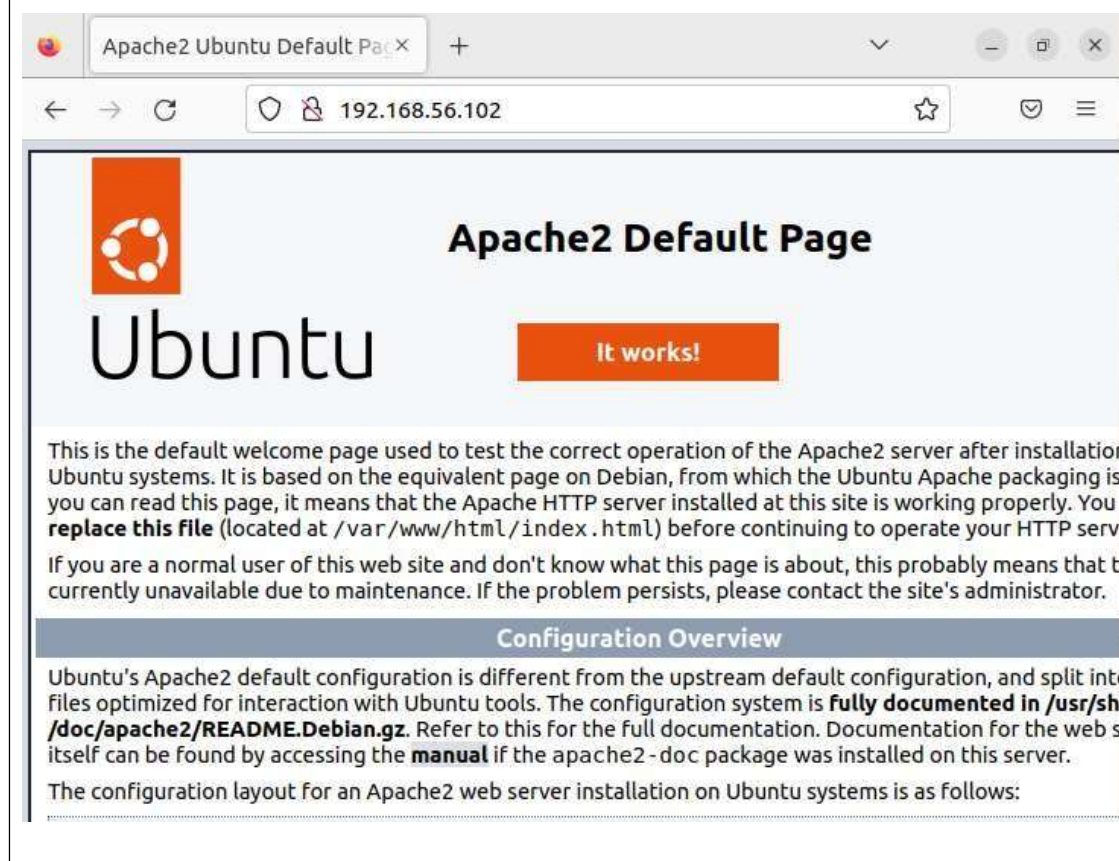 Apache2 Ubuntu Default Pag
192.168.56.102
Apache2 Default Page
Ubuntu
It works!
This is the default welcome page used to test the correct operation of the Apache2 server after installation
Ubuntu systems. It is based on the equivalent page on Debian, from which the Ubuntu Apache packaging is
you can read this page, it means that the Apache HTTP server installed at this site is working properly. You
replace this file (located at /var/www/html/index.html) before continuing to operate your HTTP serv
If you are a normal user of this web site and don't know what this page is about, this probably means that t
currently unavailable due to maintenance. If the problem persists, please contact the site's administrator.
Configuration Overview
Ubuntu's Apache2 default configuration is different from the upstream default configuration, and split into
files optimized for interaction with Ubuntu tools. The configuration system is fully documented in /usr/sh
/doc/apache2/README.Debian.gz. Refer to this for the full documentation. Documentation for the web s
itself can be found by accessing the manual if the apache2-doc package was installed on this server.
The configuration layout for an Apache2 web server installation on Ubuntu systems is as follows: